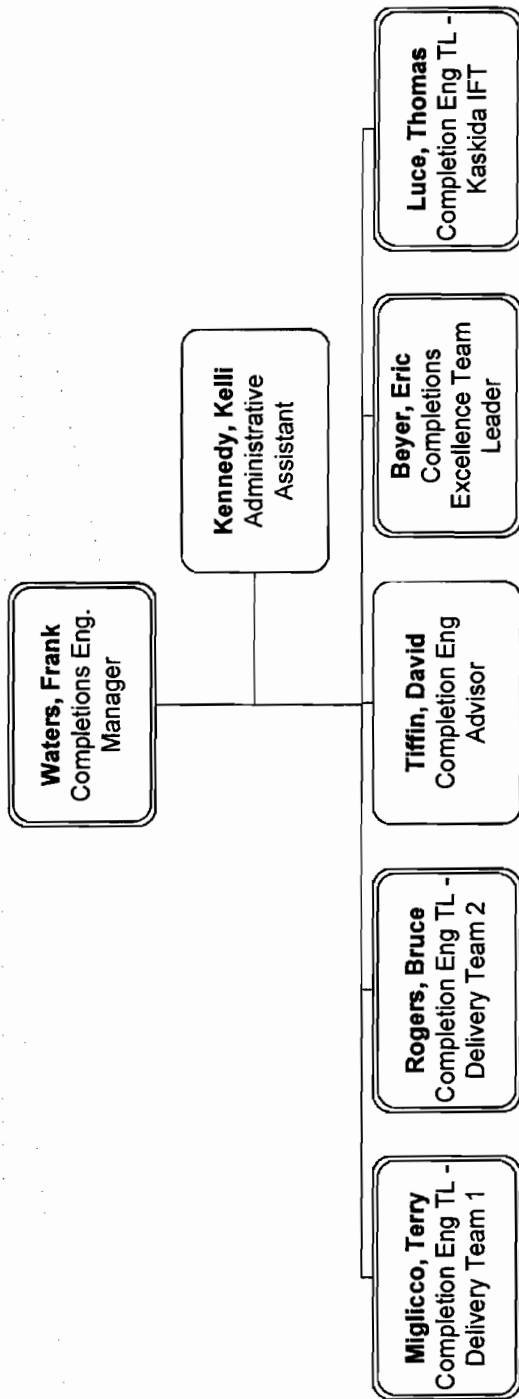 Waters, Frank
Completions Eng.
Manager
Kennedy, Kelli
Administrative
Assistant
Miglicco, Terry
Completion Eng TL -
Delivery Team 1
Rogers, Bruce
Completion Eng TL -
Delivery Team 2
Tiffin, David
Completion Eng
Advisor
Beyer, Eric
Completions
Excellence Team
Leader
Luce, Thomas
Completion Eng TL -
Kaskida IFT